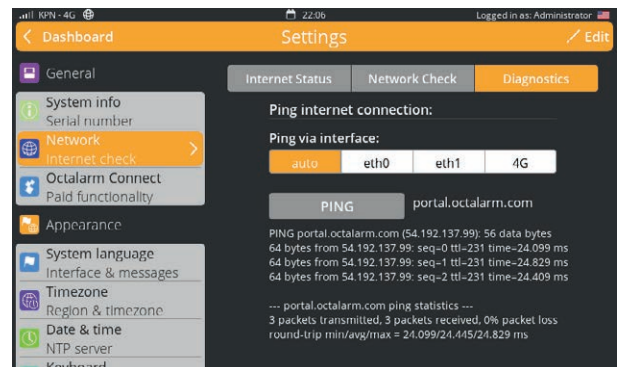 KPN - 4G
22:06
Logged in as: Administrator
Dashboard
Settings
Edit
General
System info
Serial number
Network
Internet check
Octalarm Connect
Paid functionality
Appearance
System language
Interface & messages
Timezone
Region & timezone
Date & time
NTP server
Keyboard
Internet Status
Network Check
Diagnostics
Ping internet connection:
Ping via interface:
auto
eth0
eth1
4G
PING
portal.octalarm.com
PING portal.octalarm.com (54.192.137.99): 56 data bytes
64 bytes from 54.192.137.99: seq=0 ttl=231 time=24.099 ms
64 bytes from 54.192.137.99: seq=1 ttl=231 time=24.829 ms
64 bytes from 54.192.137.99: seq=2 ttl=231 time=24.409 ms
--- portal.octalarm.com ping statistics ---
3 packets transmitted, 3 packets received, 0% packet loss
round-trip min/avg/max = 24.099/24.445/24.829 ms